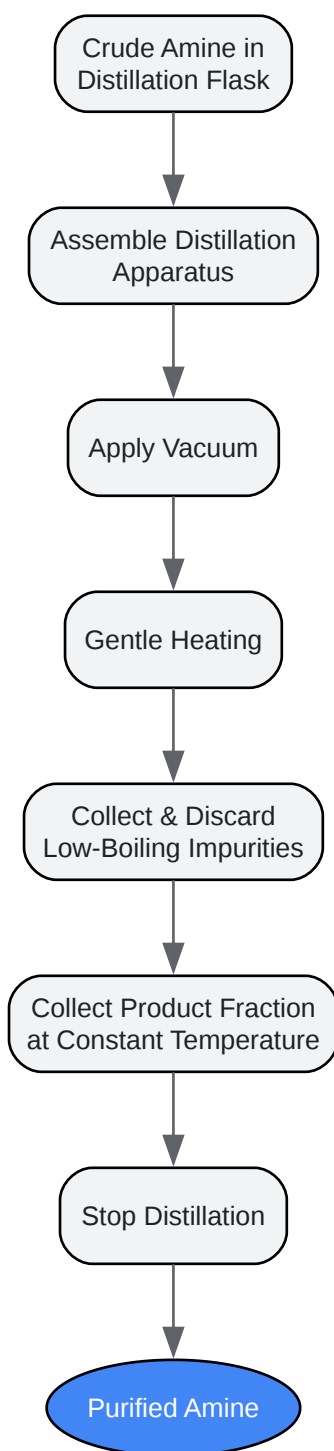 Crude Amine in
Distillation Flask
Assemble Distillation
Apparatus
Apply Vacuum
Gentle Heating
Collect & Discard
Low-Boiling Impurities
Collect Product Fraction
at Constant Temperature
Stop Distillation
Purified Amine